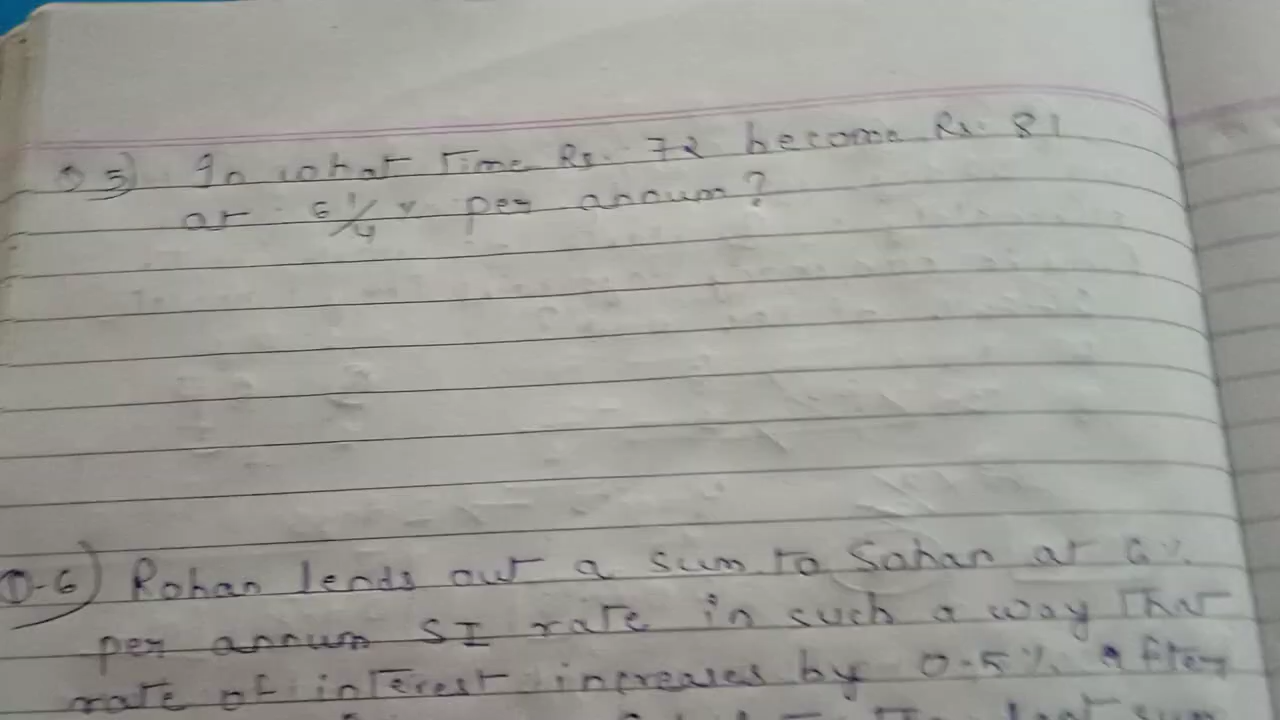 Q 5) In what Time Rs. 72 become Rs. 81
at 6 1/4 % per annum?
Q-6) Rohan lends out a sum to Sohan at 6%
per annum SI rate in such a way That
rate of interest increases by 0.5% after